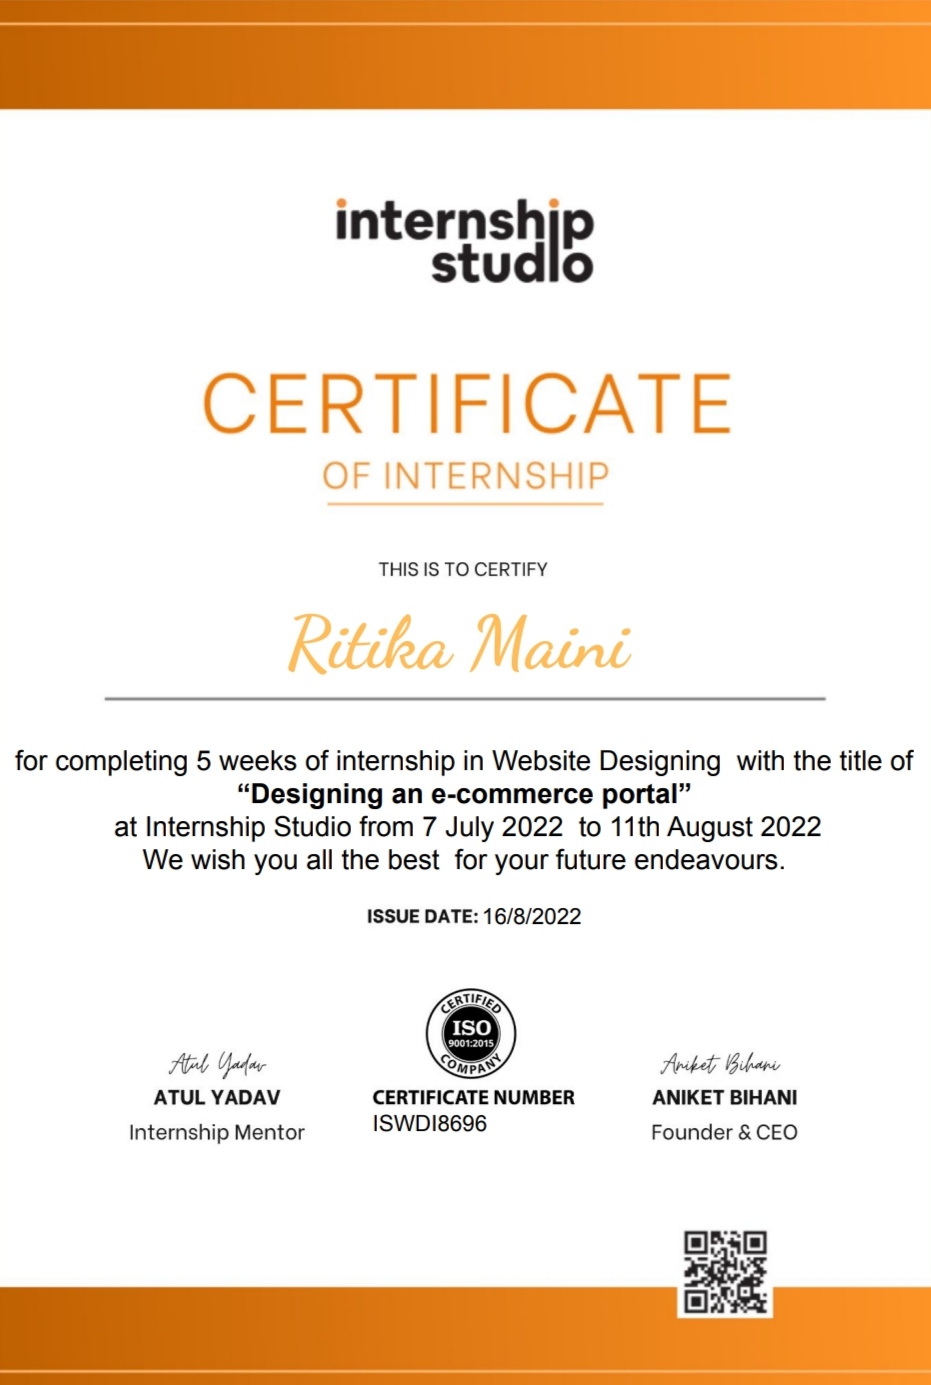 internship
studio
CERTIFICATE
OF INTERNSHIP
THIS IS TO CERTIFY
Ritika Maini
for completing 5 weeks of internship in Website Designing  with the title of
“Designing an e-commerce portal”
at Internship Studio from 7 July 2022  to 11th August 2022
We wish you all the best  for your future endeavours.
ISSUE DATE: 16/8/2022
CERTIFIED
ISO
9001:2015
COMPANY
Atul Yadav
ATUL YADAV
Internship Mentor
CERTIFICATE NUMBER
ISWDI8696
Aniket Bihani
ANIKET BIHANI
Founder & CEO